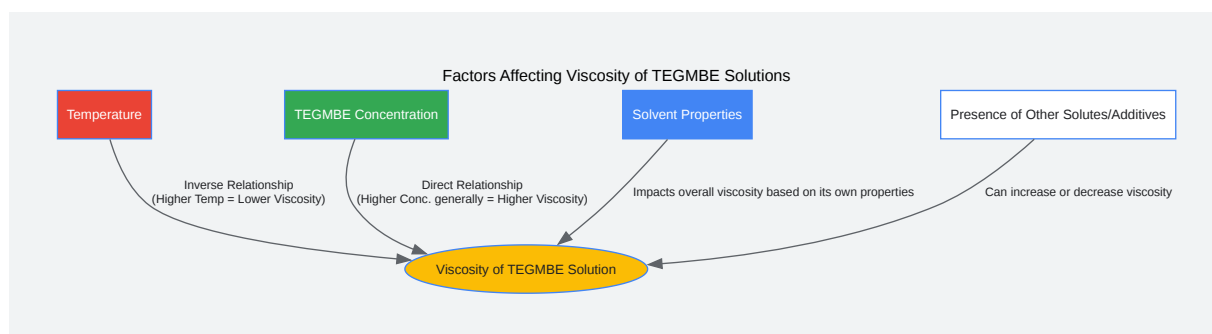 Factors Affecting Viscosity of TEGMBE Solutions
Temperature
TEGMBE Concentration
Solvent Properties
Presence of Other Solutes/Additives
Inverse Relationship
(Higher Temp = Lower Viscosity)
Direct Relationship
(Higher Conc. generally = Higher Viscosity)
Impacts overall viscosity based on its own properties
Can increase or decrease viscosity
Viscosity of TEGMBE Solution